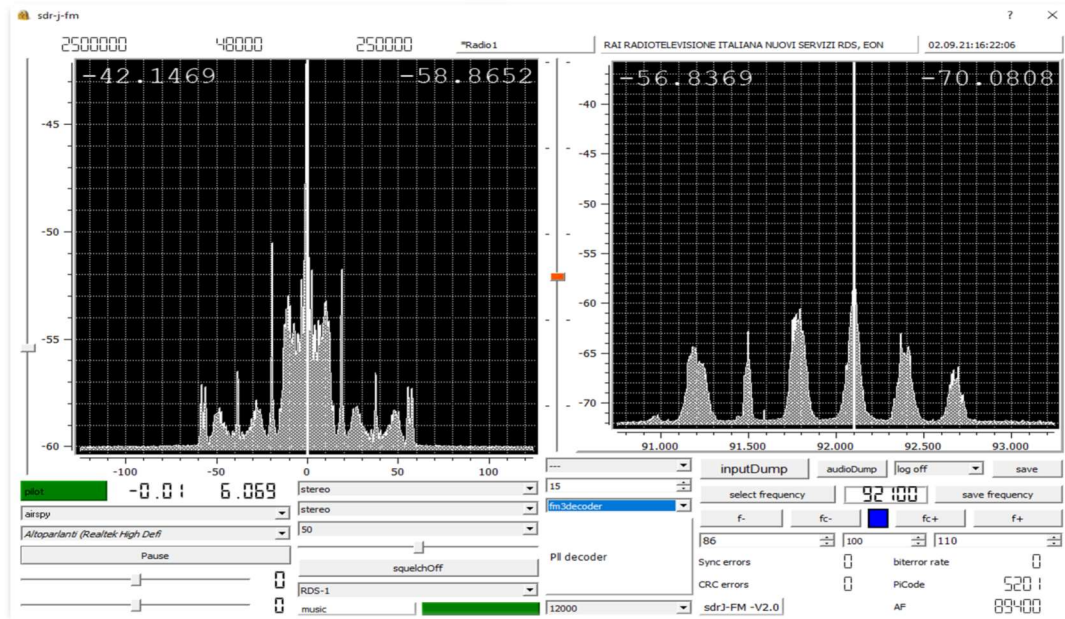 sdr-j-fm ? ×
2500000 48000 250000 *Radio1 RAI RADIOTELEVISIONE ITALIANA NUOVI SERVIZI RDS, EON 02.09.21:16:22:06
-42.1469 -58.8652 -56.8369 -70.0808
-45
-50
-55
-60
-100 -50 0 50 100
-40
-45
-50
-55
-60
-65
-70
91.000 91.500 92.000 92.500 93.000
pilot -0.01 6.069
airspy
Altoparlanti (Realtek High Defi
Pause
0
0
stereo
stereo
50
squelchOff
RDS-1
music
---
15
fm3decoder
Pll decoder
12000
inputDump audioDump log off save
select frequency 92100 save frequency
f- fc- fc+ f+
86 100 110
Sync errors 0 biterror rate 0
CRC errors 0 PiCode 5201
sdrJ-FM -V2.0 AF 89400